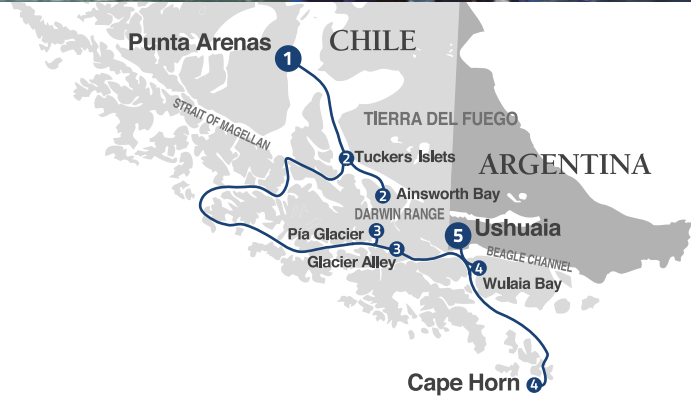 Punta Arenas
1
CHILE
STRAIT OF MAGELLAN
TIERRA DEL FUEGO
2 Tuckers Islets
ARGENTINA
2 Ainsworth Bay
DARWIN RANGE
Pía Glacier 3
5 Ushuaia
Glacier Alley 3
BEAGLE CHANNEL
4
Wulaia Bay
Cape Horn 4